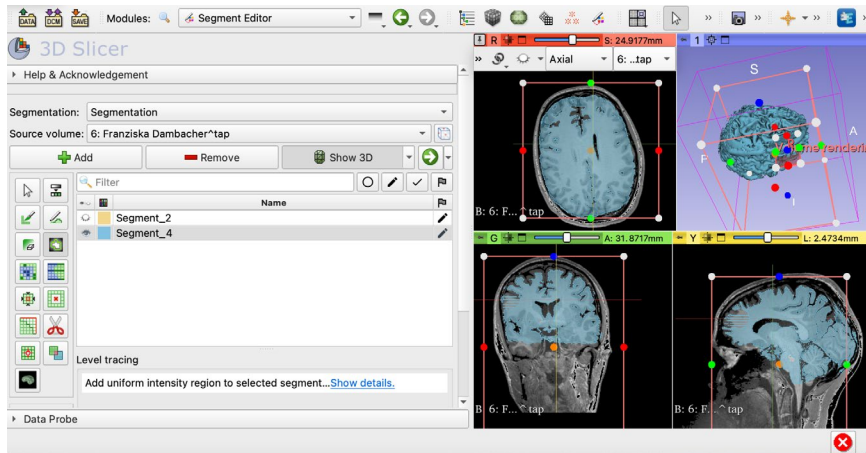 DATA
DCM
SAVE
Modules:
Segment Editor
3D Slicer
Help & Acknowledgement
Segmentation: Segmentation
Source volume: 6: Franziska Dambacher^tap
Add
Remove
Show 3D
Filter
Name
Segment_2
Segment_4
Level tracing
Add uniform intensity region to selected segment...Show details.
Data Probe
R
S: 24.9177mm
Axial
6: ..tap
B: 6: F... ^ tap
1
S
P
A
I
G
A: 31.8717mm
B: 6: F... ^ tap
Y
L: 2.4734mm
B: 6: F... ^ tap